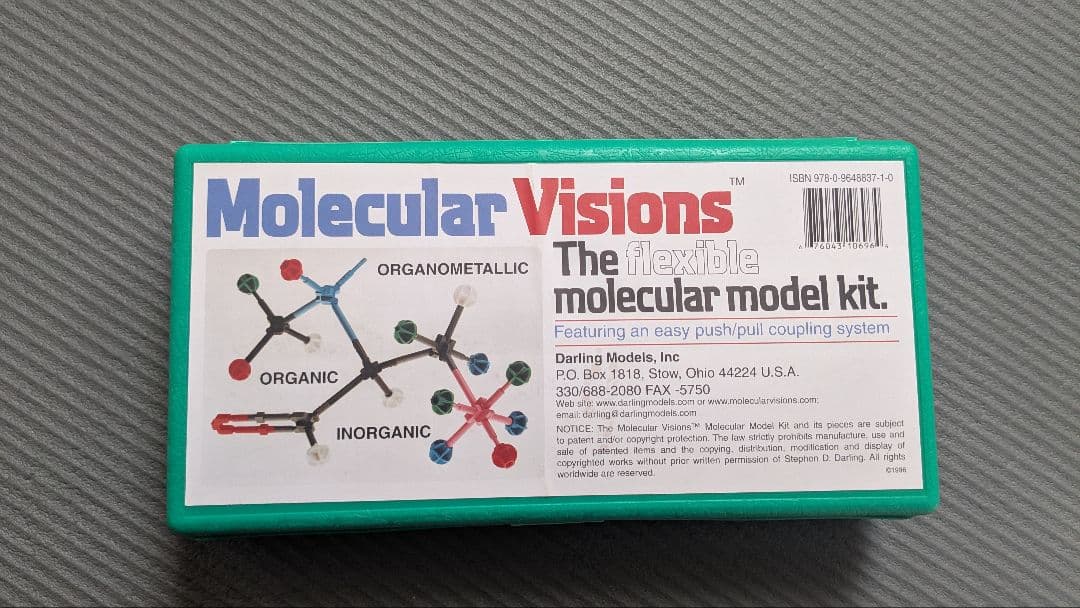 Molecular Visions™
ISBN 978-0-9648837-1-0
The flexible
molecular model kit.
Featuring an easy push/pull coupling system
ORGANOMETALLIC
ORGANIC
INORGANIC
Darling Models, Inc
P.O. Box 1818, Stow, Ohio 44224 U.S.A.
330/688-2080 FAX -5750
Web site: www.darlingmodels.com or www.molecularvisions.com;
email: darling@darlingmodels.com
NOTICE: The Molecular Visions™ Molecular Model Kit and its pieces are subject
to patent and/or copyright protection. The law strictly prohibits manufacture, use and
sale of patented items and the copying, distribution, modification and display of
copyrighted works without prior written permission of Stephen D. Darling. All rights
worldwide are reserved.
©1996